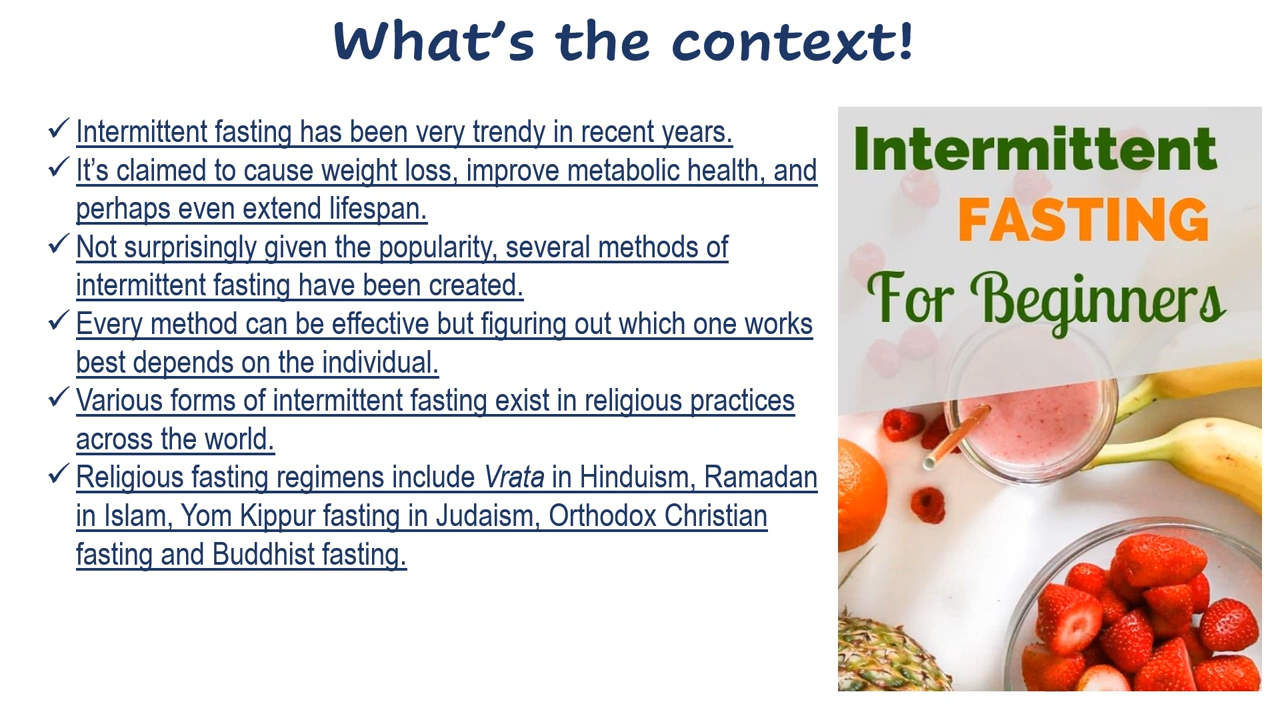 What's the context!
✓ Intermittent fasting has been very trendy in recent years.
✓ It’s claimed to cause weight loss, improve metabolic health, and
perhaps even extend lifespan.
✓ Not surprisingly given the popularity, several methods of
intermittent fasting have been created.
✓ Every method can be effective but figuring out which one works
best depends on the individual.
✓ Various forms of intermittent fasting exist in religious practices
across the world.
✓ Religious fasting regimens include Vrata in Hinduism, Ramadan
in Islam, Yom Kippur fasting in Judaism, Orthodox Christian
fasting and Buddhist fasting.
Intermittent
FASTING
For Beginners